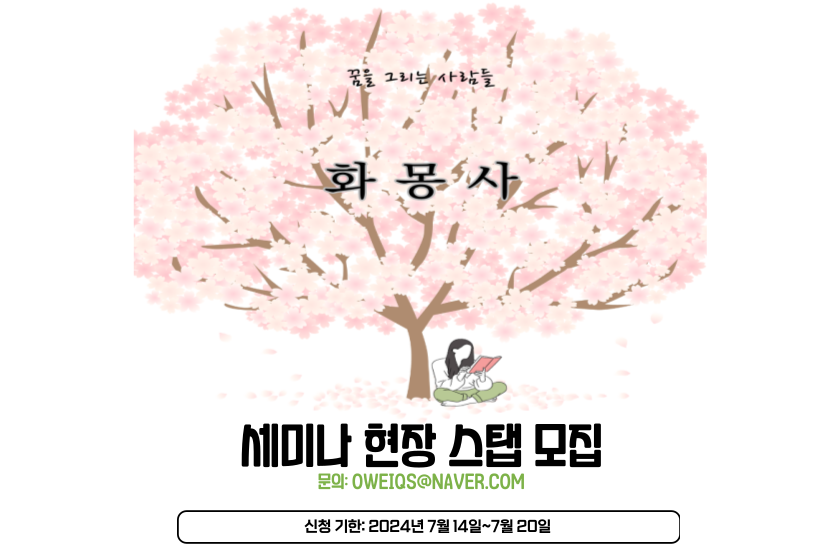 꿈을 그리는 사람들
화 몽 사
세미나 현장 스탭 모집
문의: OWEIQS@NAVER.COM
신청 기한: 2024년 7월 14일~7월 20일